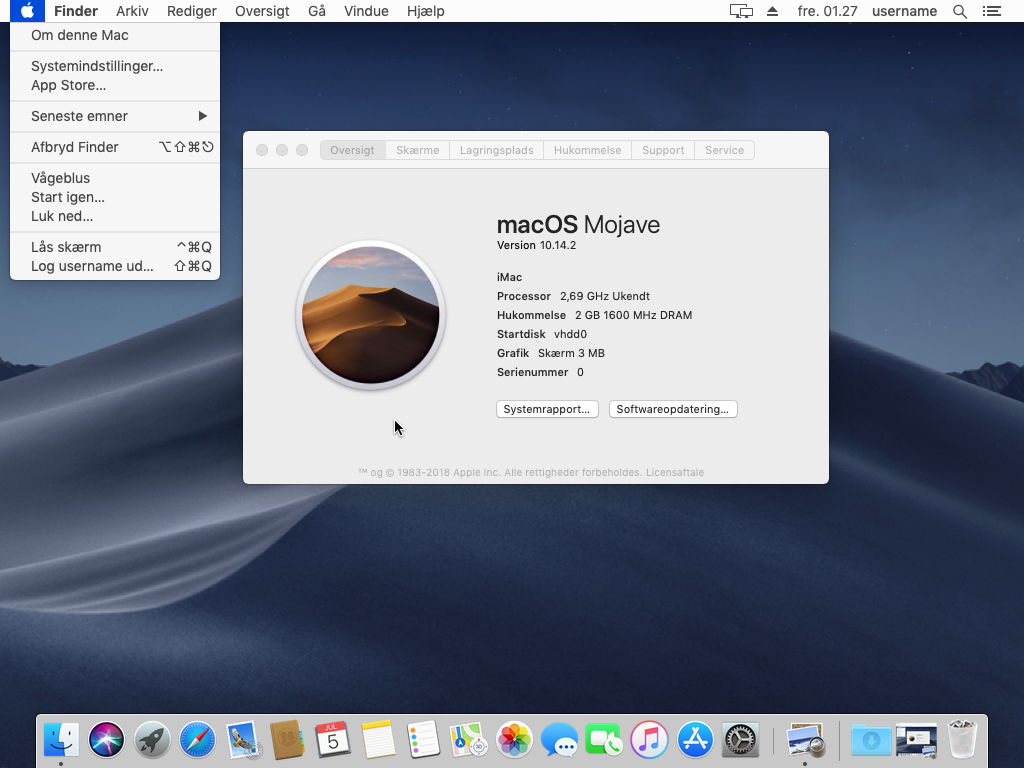 Finder Arkiv Rediger Oversigt Gå Vindue Hjælp fre. 01.27 username
Om denne Mac
Systemindstillinger...
App Store...
Seneste emner ▶
Afbryd Finder ⌥⇧⌘⎋
Vågeblus
Start igen...
Luk ned...
Lås skærm ^⌘Q
Log username ud... ⇧⌘Q
Oversigt Skærme Lagringsplads Hukommelse Support Service
macOS Mojave
Version 10.14.2
iMac
Processor 2,69 GHz Ukendt
Hukommelse 2 GB 1600 MHz DRAM
Startdisk vhdd0
Grafik Skærm 3 MB
Serienummer 0
Systemrapport... Softwareopdatering...
™ og © 1983-2018 Apple Inc. Alle rettigheder forbeholdes. Licensaftale
JUL
5